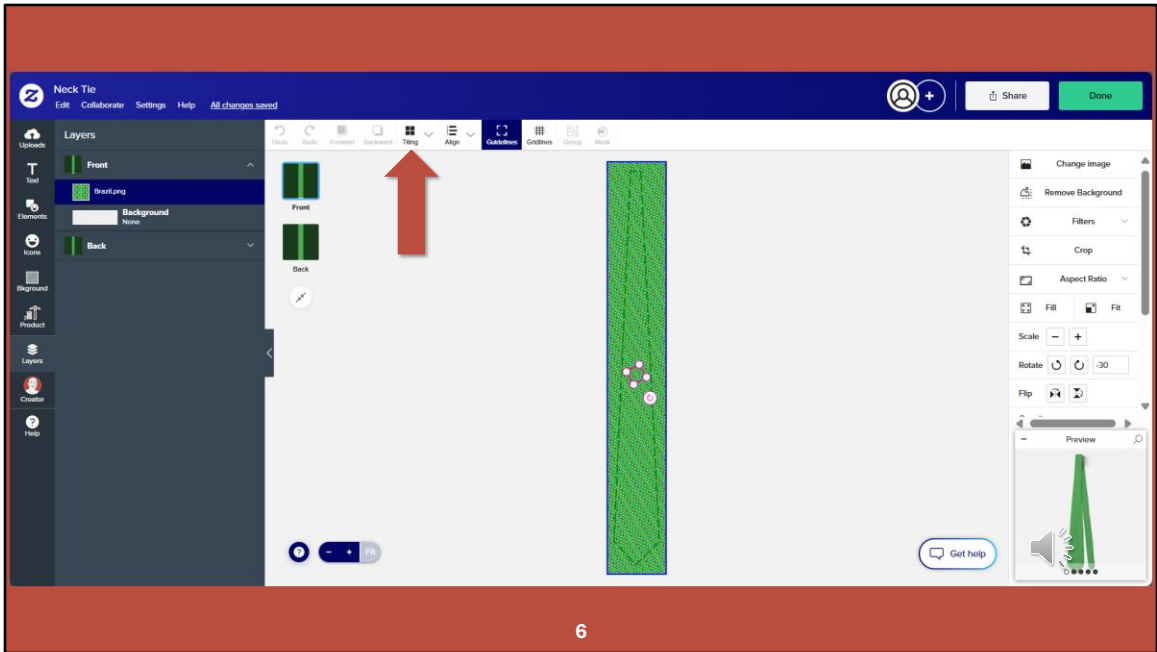 Neck Tie
Edit Collaborate Settings Help All changes saved
Share
Done
Uploads
Text
Elements
Icons
Bkground
Product
Layers
Creator
Help
Layers
Front
Brazil.png
Background
None
Back
Undo Redo Forward Backward Tiling Align Guidelines Gridlines Group Mask
Front
Back
- + Fit
Change image
Remove Background
Filters
Crop
Aspect Ratio
Fill Fit
Scale - +
Rotate -30
Flip
Preview
Get help
6